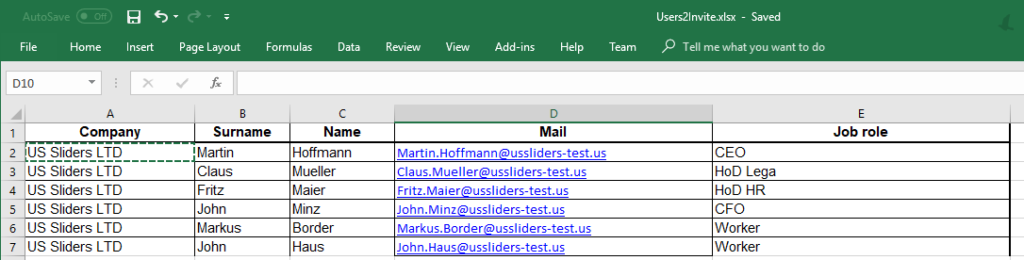 AutoSave Off Users2Invite.xlsx - Saved
File Home Insert Page Layout Formulas Data Review View Add-ins Help Team Tell me what you want to do
D10 fx
A B C D E
1 Company Surname Name Mail Job role
2 US Sliders LTD Martin Hoffmann Martin.Hoffmann@ussliders-test.us CEO
3 US Sliders LTD Claus Mueller Claus.Mueller@ussliders-test.us HoD Lega
4 US Sliders LTD Fritz Maier Fritz.Maier@ussliders-test.us HoD HR
5 US Sliders LTD John Minz John.Minz@ussliders-test.us CFO
6 US Sliders LTD Markus Border Markus.Border@ussliders-test.us Worker
7 US Sliders LTD John Haus John.Haus@ussliders-test.us Worker